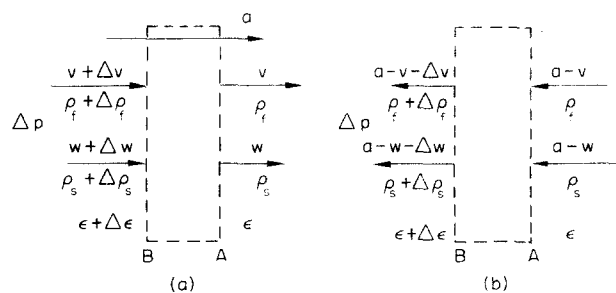 a
v + Δv v a – v – Δv a – v
ρf + Δρf ρf ρf + Δρf ρf
Δp Δp
w + Δw w a – w – Δw a – w
ρs + Δρs ρs ρs + Δρs ρs
ϵ + Δϵ ϵ ϵ + Δϵ ϵ
B A B A
(a) (b)